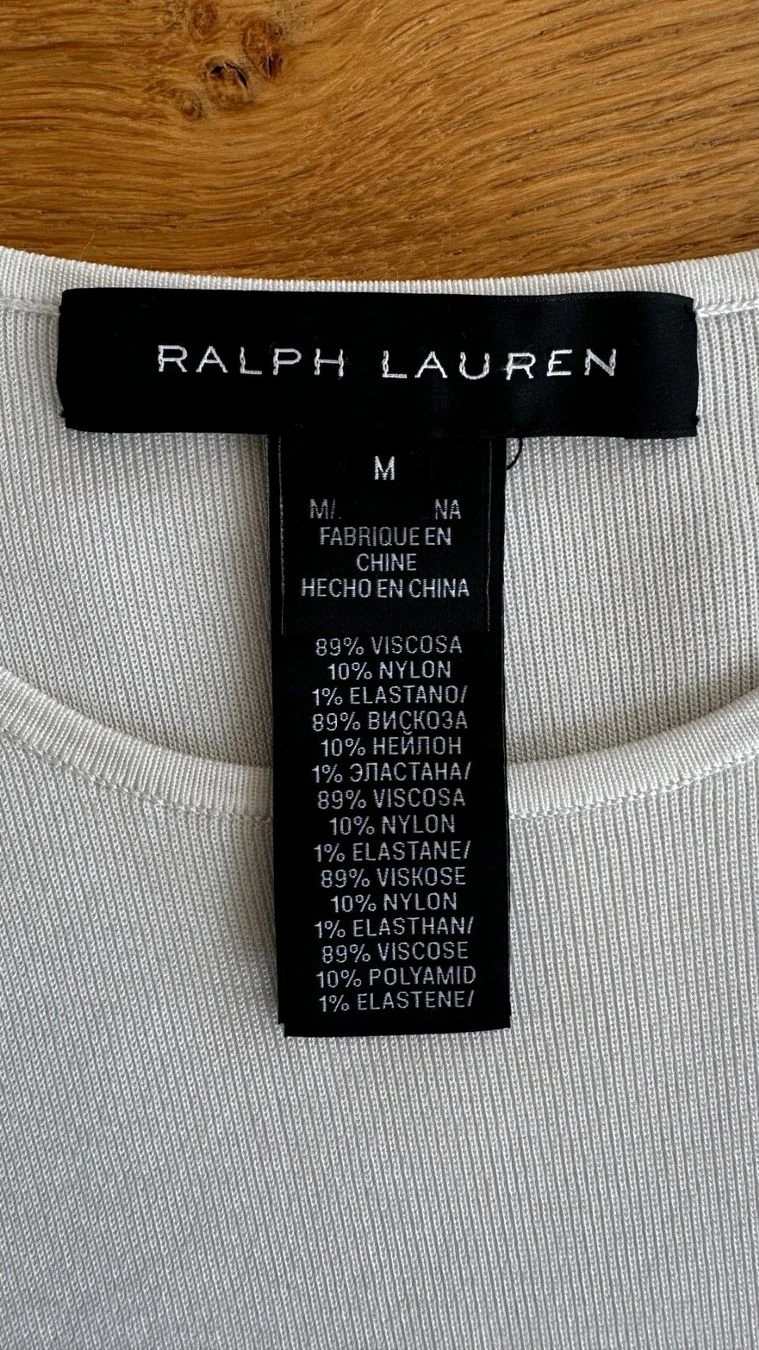 RALPH LAUREN
M
FABRIQUE EN
CHINE
HECHO EN CHINA
89% VISCOSA
10% NYLON
1% ELASTANO/
89% ВИСКОЗА
10% НЕЙЛОН
1% ЭЛАСТАНА/
89% VISCOSA
10% NYLON
1% ELASTANE/
89% VISKOSE
10% NYLON
1% ELASTHAN/
89% VISCOSE
10% POLYAMID
1% ELASTENE/